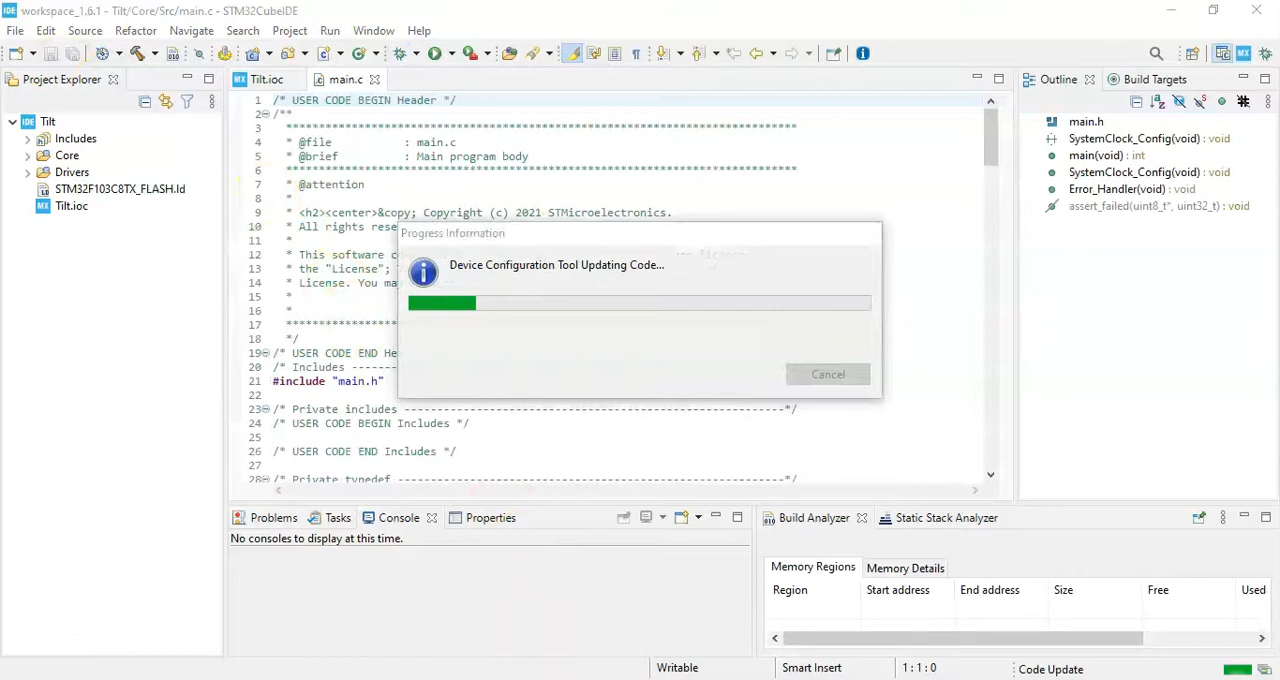 IDE workspace_1.6.1 - Tilt/Core/Src/main.c - STM32CubeIDE
File Edit Source Refactor Navigate Search Project Run Window Help
Project Explorer
IDE Tilt
Includes
Core
Drivers
STM32F103C8TX_FLASH.ld
MX Tilt.ioc
MX Tilt.ioc
main.c
1 /* USER CODE BEGIN Header */
2 /**
3 ******************************************************************************
4 * @file : main.c
5 * @brief : Main program body
6 ******************************************************************************
7 * @attention
8 *
9 * <h2><center>&copy; Copyright (c) 2021 STMicroelectronics.
10 * All rights rese
11 *
12 * This software co
13 * the "License";
14 * License. You ma
15 *
16 *
17 ******************
18 */
19 /* USER CODE END He
20 /* Includes -------
21 #include "main.h"
22
23 /* Private includes ----------------------------------------------------------*/
24 /* USER CODE BEGIN Includes */
25
26 /* USER CODE END Includes */
27
28 /* Private typedef -----------------------------------------------------------*/
Progress Information
Device Configuration Tool Updating Code...
Cancel
Outline
Build Targets
main.h
SystemClock_Config(void) : void
main(void) : int
SystemClock_Config(void) : void
Error_Handler(void) : void
assert_failed(uint8_t*, uint32_t) : void
Problems Tasks Console Properties
No consoles to display at this time.
Build Analyzer Static Stack Analyzer
Memory Regions Memory Details
Region Start address End address Size Free Used
Writable Smart Insert 1 : 1 : 0 Code Update